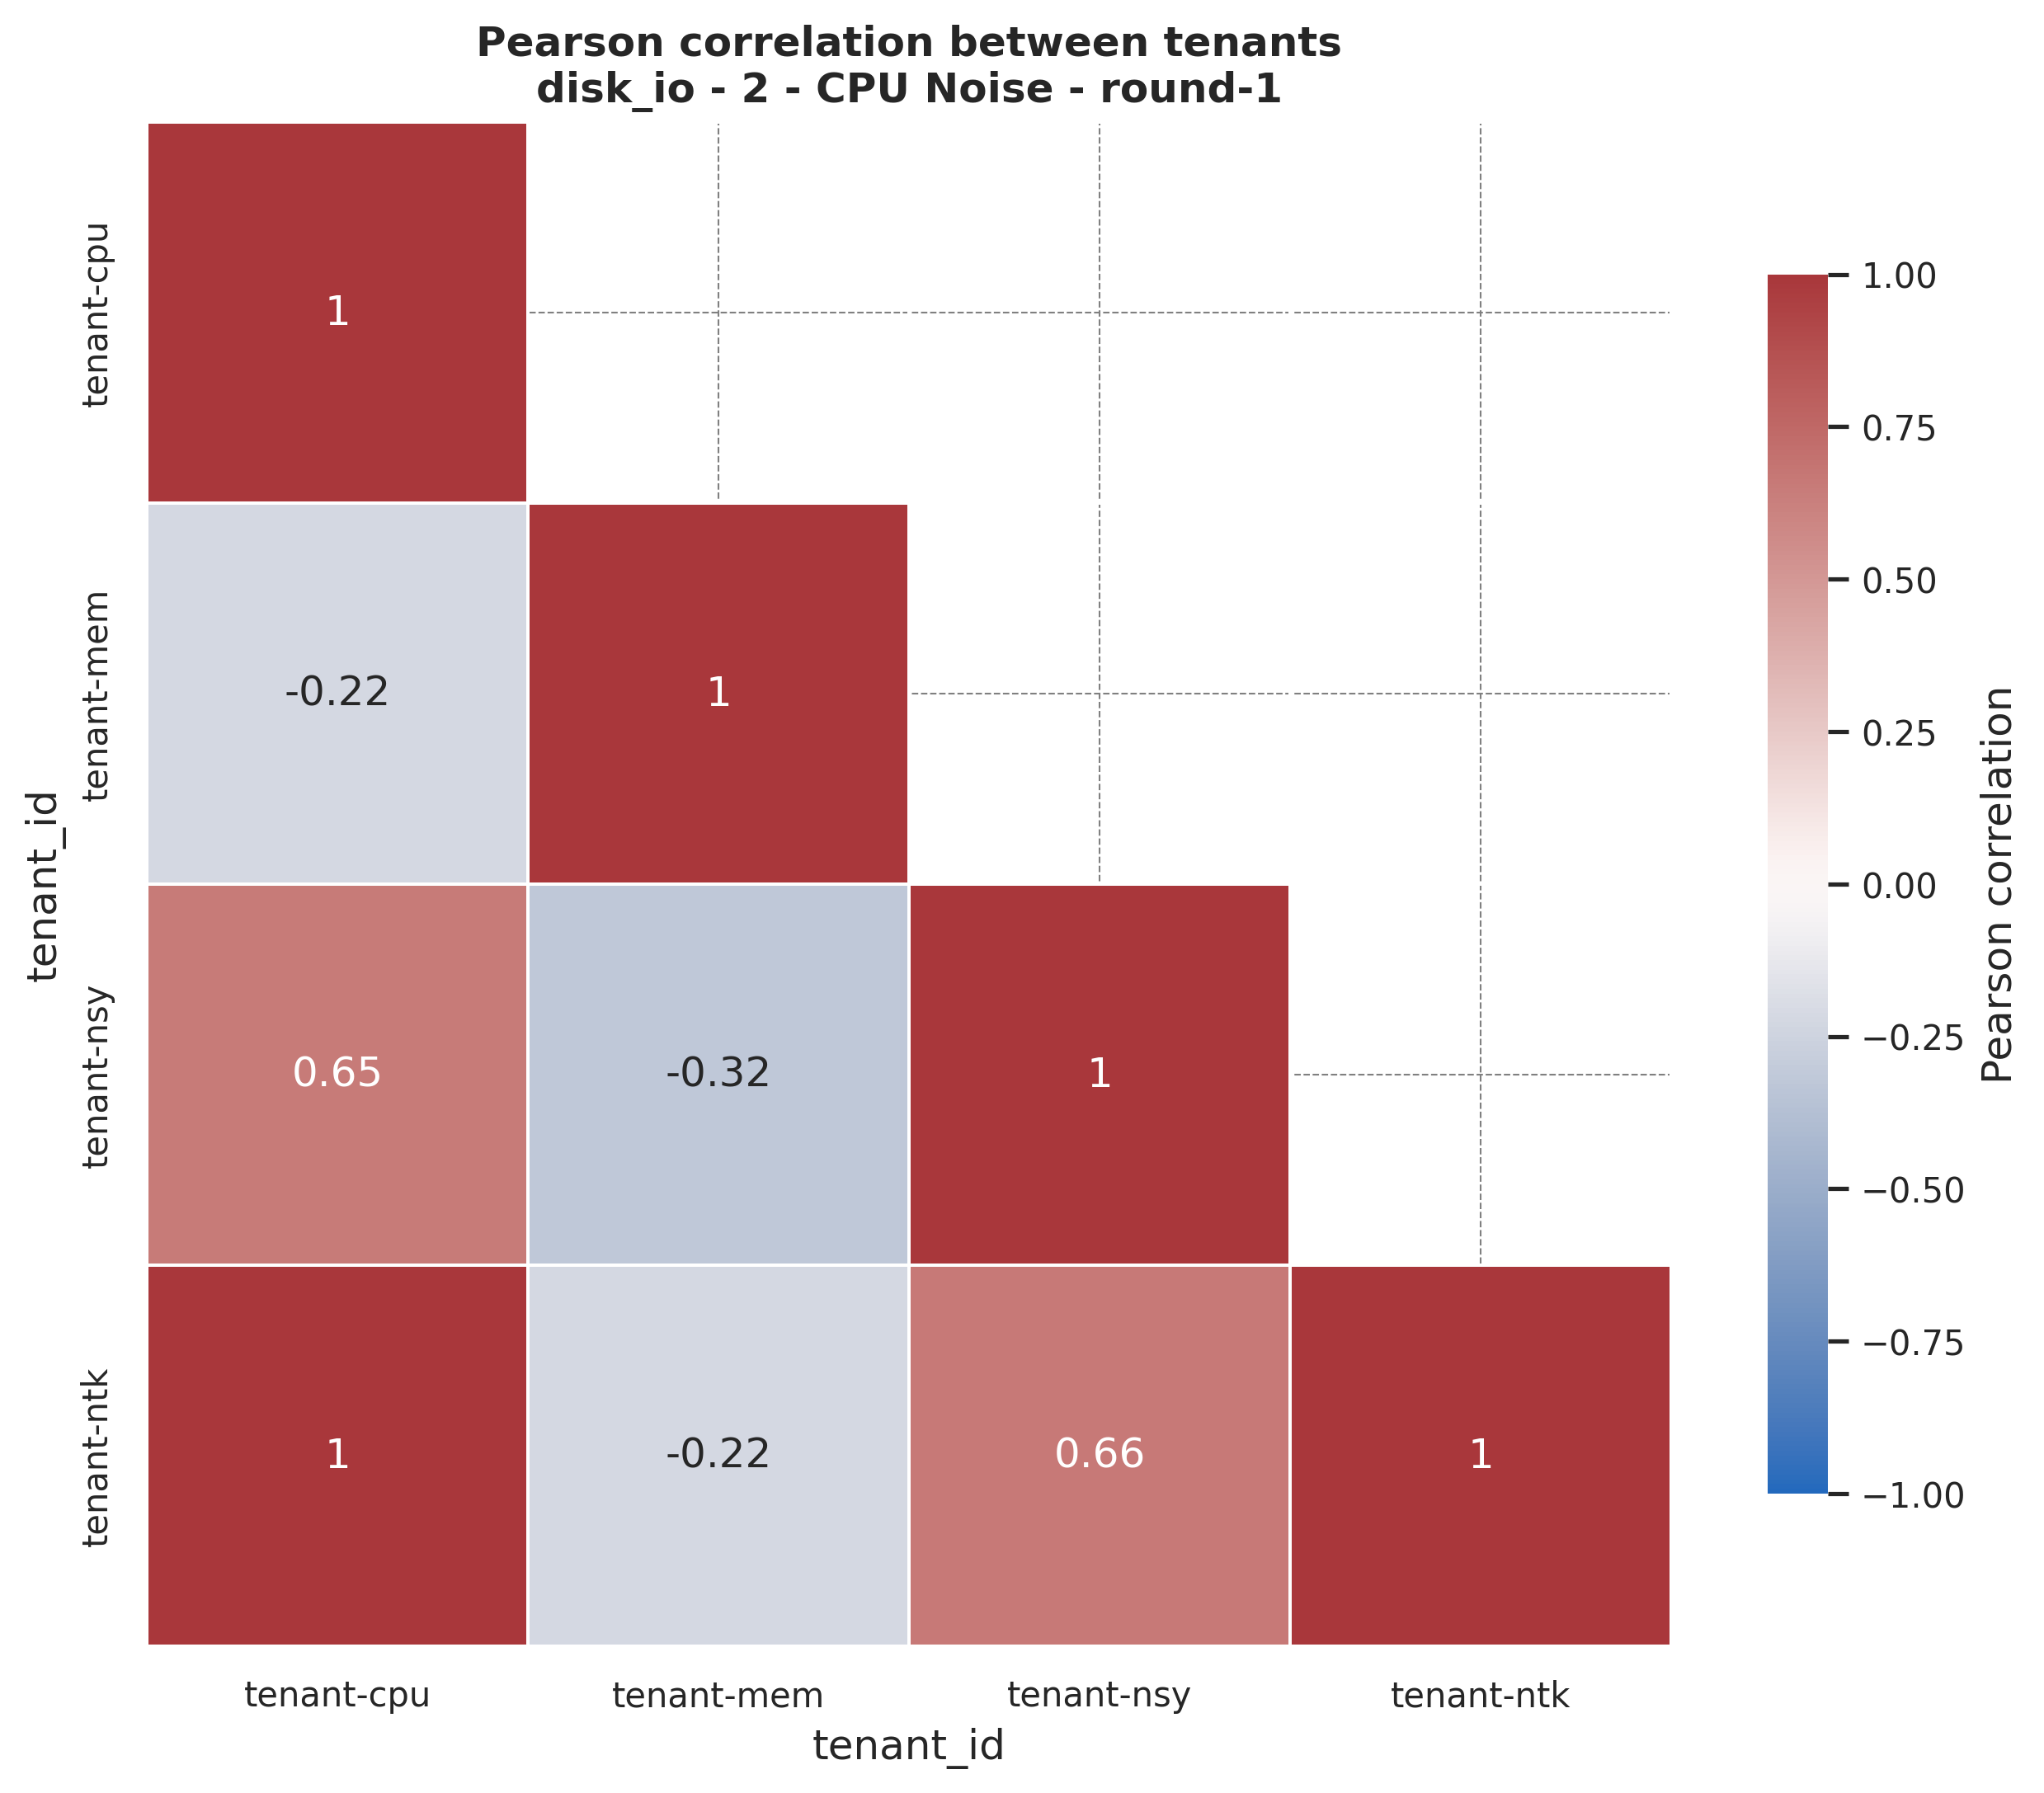 Pearson correlation between tenants
disk_io - 2 - CPU Noise - round-1
tenant_id
tenant-cpu
1
tenant-mem
-0.22
1
tenant-nsy
0.65
-0.32
1
tenant-ntk
1
-0.22
0.66
1
tenant-cpu
tenant-mem
tenant-nsy
tenant-ntk
tenant_id
1.00
0.75
0.50
0.25
0.00
−0.25
−0.50
−0.75
−1.00
Pearson correlation